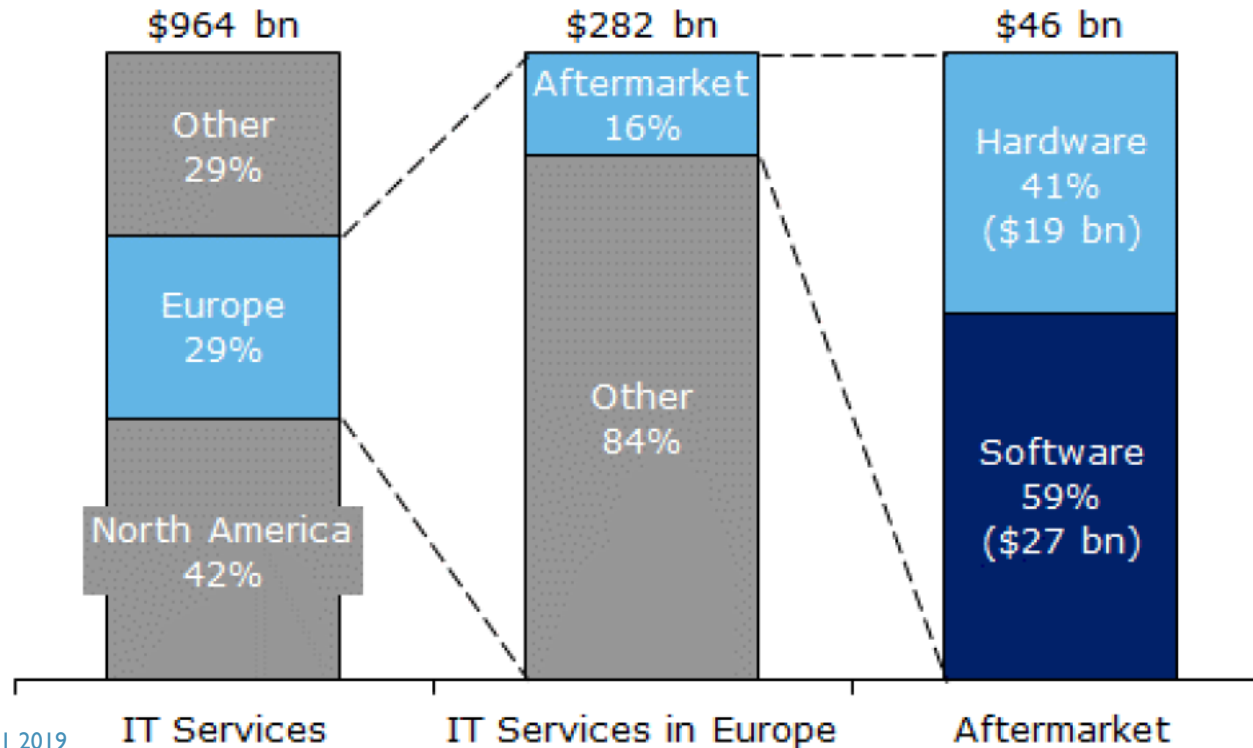 $964 bn
$282 bn
$46 bn
Other
29%
Europe
29%
North America
42%
Aftermarket
16%
Other
84%
Hardware
41%
($19 bn)
Software
59%
($27 bn)
IT Services
IT Services in Europe
Aftermarket
2019